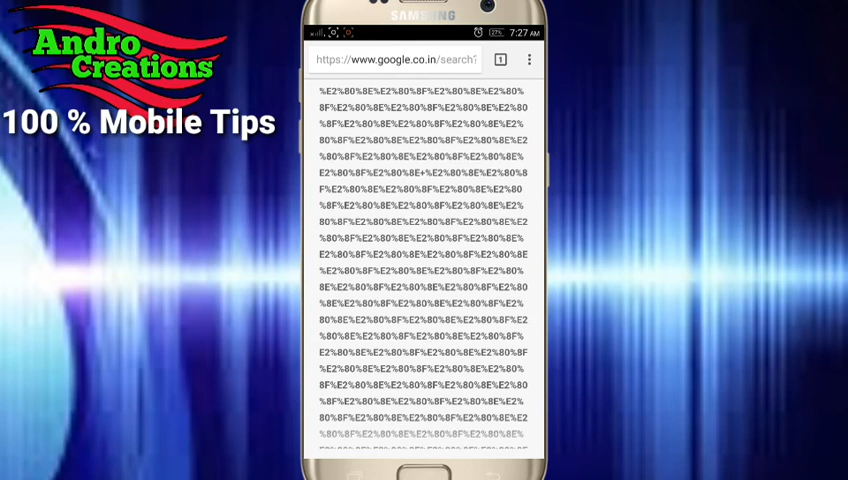 Andro
Creations
100 % Mobile Tips
SAMSUNG
27%
7:27 AM
https://www.google.co.in/search?
1
%E2%80%8E%E2%80%8F%E2%80%8E%E2%80%
8F%E2%80%8E%E2%80%8F%E2%80%8E%E2%80
%8F%E2%80%8E%E2%80%8F%E2%80%8E%E2%
80%8F%E2%80%8E%E2%80%8F%E2%80%8E%E2
%80%8F%E2%80%8E%E2%80%8F%E2%80%8E%
E2%80%8F%E2%80%8E+%E2%80%8E%E2%80%8
F%E2%80%8E%E2%80%8F%E2%80%8E%E2%80
%8F%E2%80%8E%E2%80%8F%E2%80%8E%E2%
80%8F%E2%80%8E%E2%80%8F%E2%80%8E%E2
%80%8F%E2%80%8E%E2%80%8F%E2%80%8E%
E2%80%8F%E2%80%8E%E2%80%8F%E2%80%8E
%E2%80%8F%E2%80%8E%E2%80%8F%E2%80%
8E%E2%80%8F%E2%80%8E%E2%80%8F%E2%80
%8E%E2%80%8F%E2%80%8E%E2%80%8F%E2%
80%8E%E2%80%8F%E2%80%8E%E2%80%8F%E2
%80%8E%E2%80%8F%E2%80%8E%E2%80%8F%
E2%80%8E%E2%80%8F%E2%80%8E%E2%80%8F
%E2%80%8E%E2%80%8F%E2%80%8E%E2%80%
8F%E2%80%8E%E2%80%8F%E2%80%8E%E2%80
%8F%E2%80%8E%E2%80%8F%E2%80%8E%E2%
80%8F%E2%80%8E%E2%80%8F%E2%80%8E%E2
%80%8F%E2%80%8E%E2%80%8F%E2%80%8E%